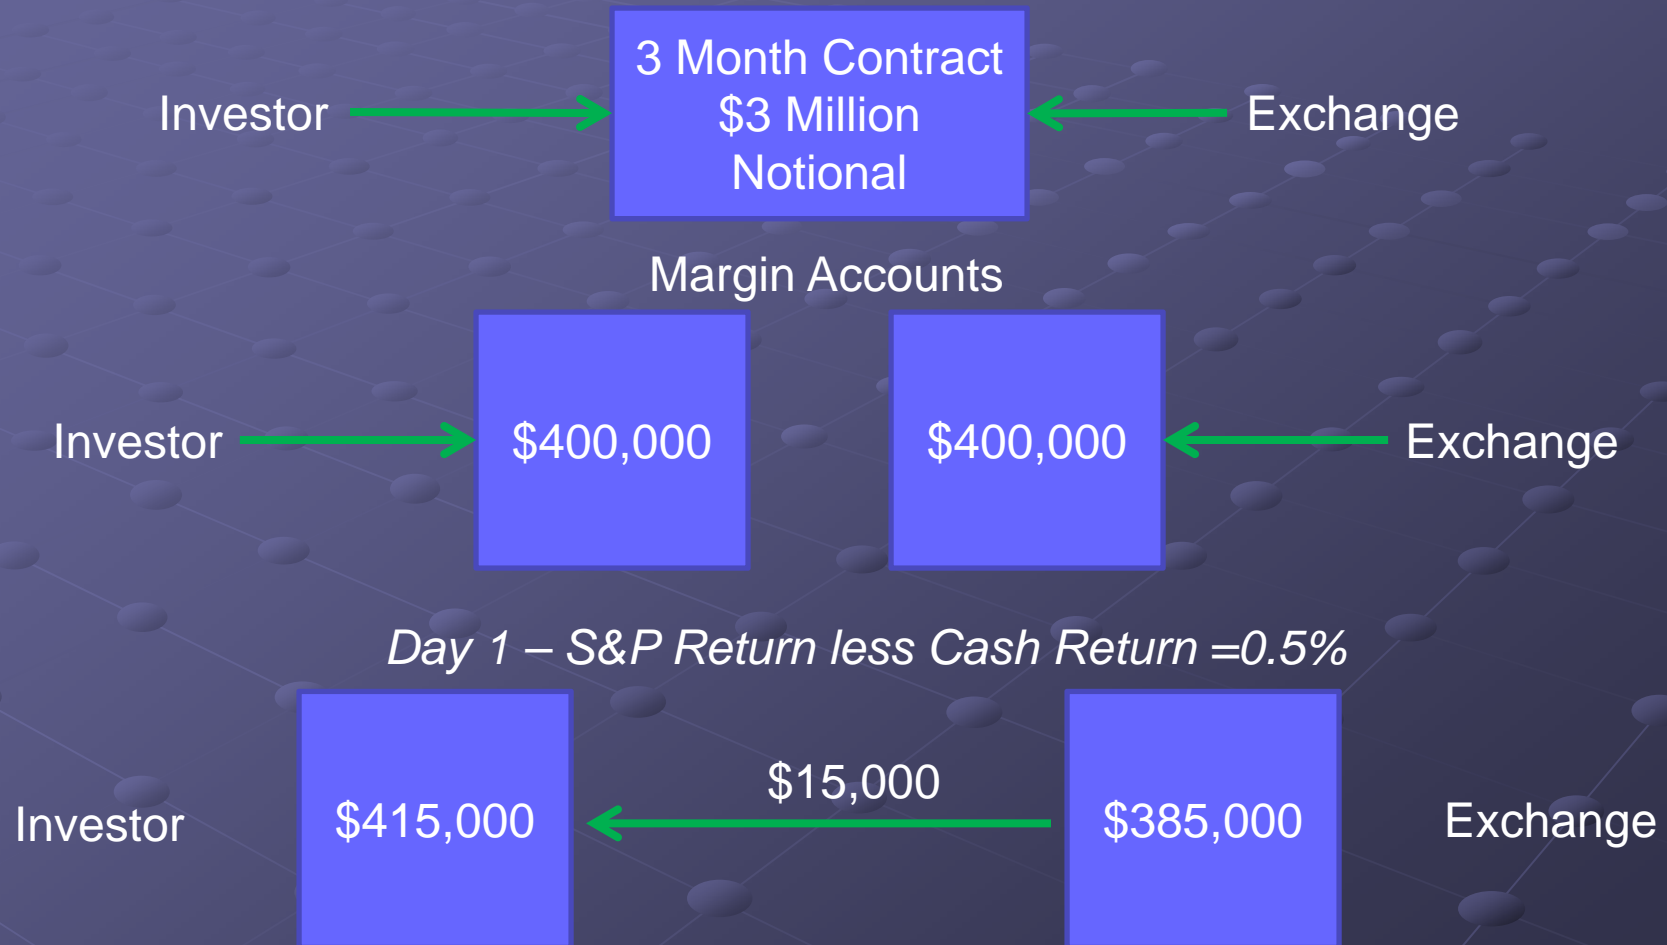 3 Month Contract
$3 Million
Notional
Investor
Exchange
Margin Accounts
Investor
$400,000
$400,000
Exchange
Day 1 – S&P Return less Cash Return =0.5%
$15,000
Investor
$415,000
$385,000
Exchange